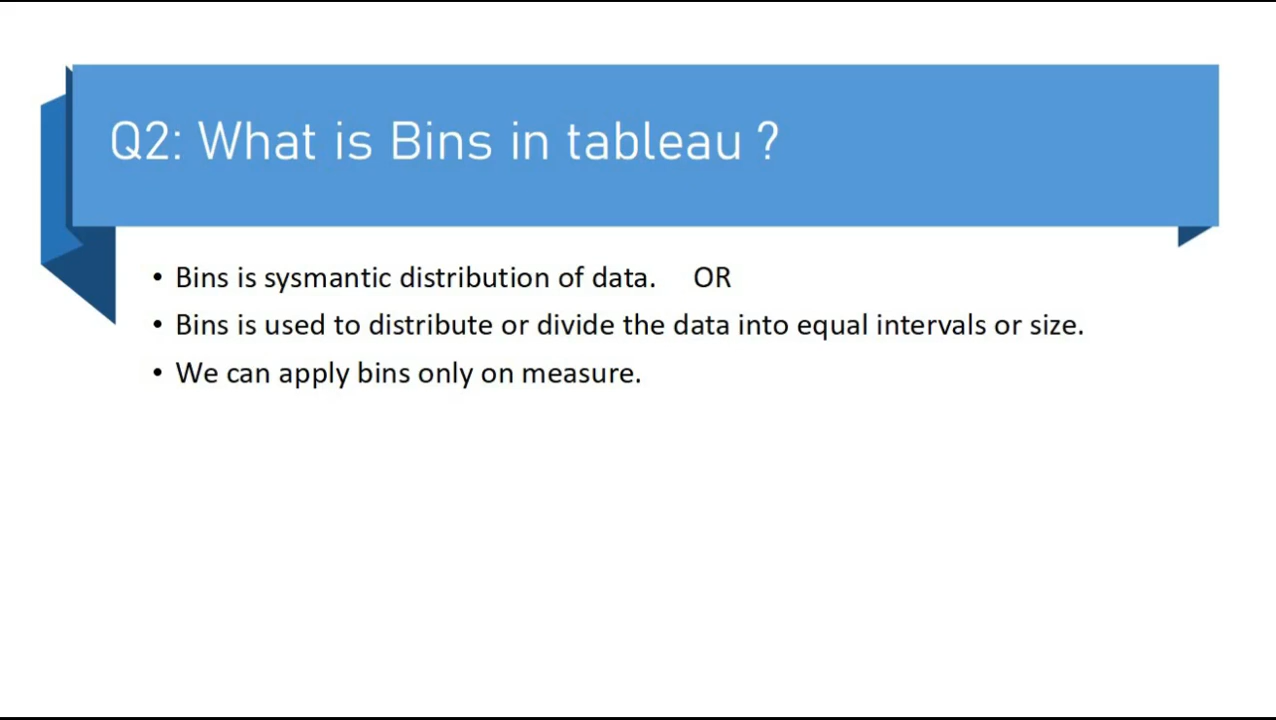 Q2: What is Bins in tableau ?
• Bins is sysmantic distribution of data. OR
• Bins is used to distribute or divide the data into equal intervals or size.
• We can apply bins only on measure.